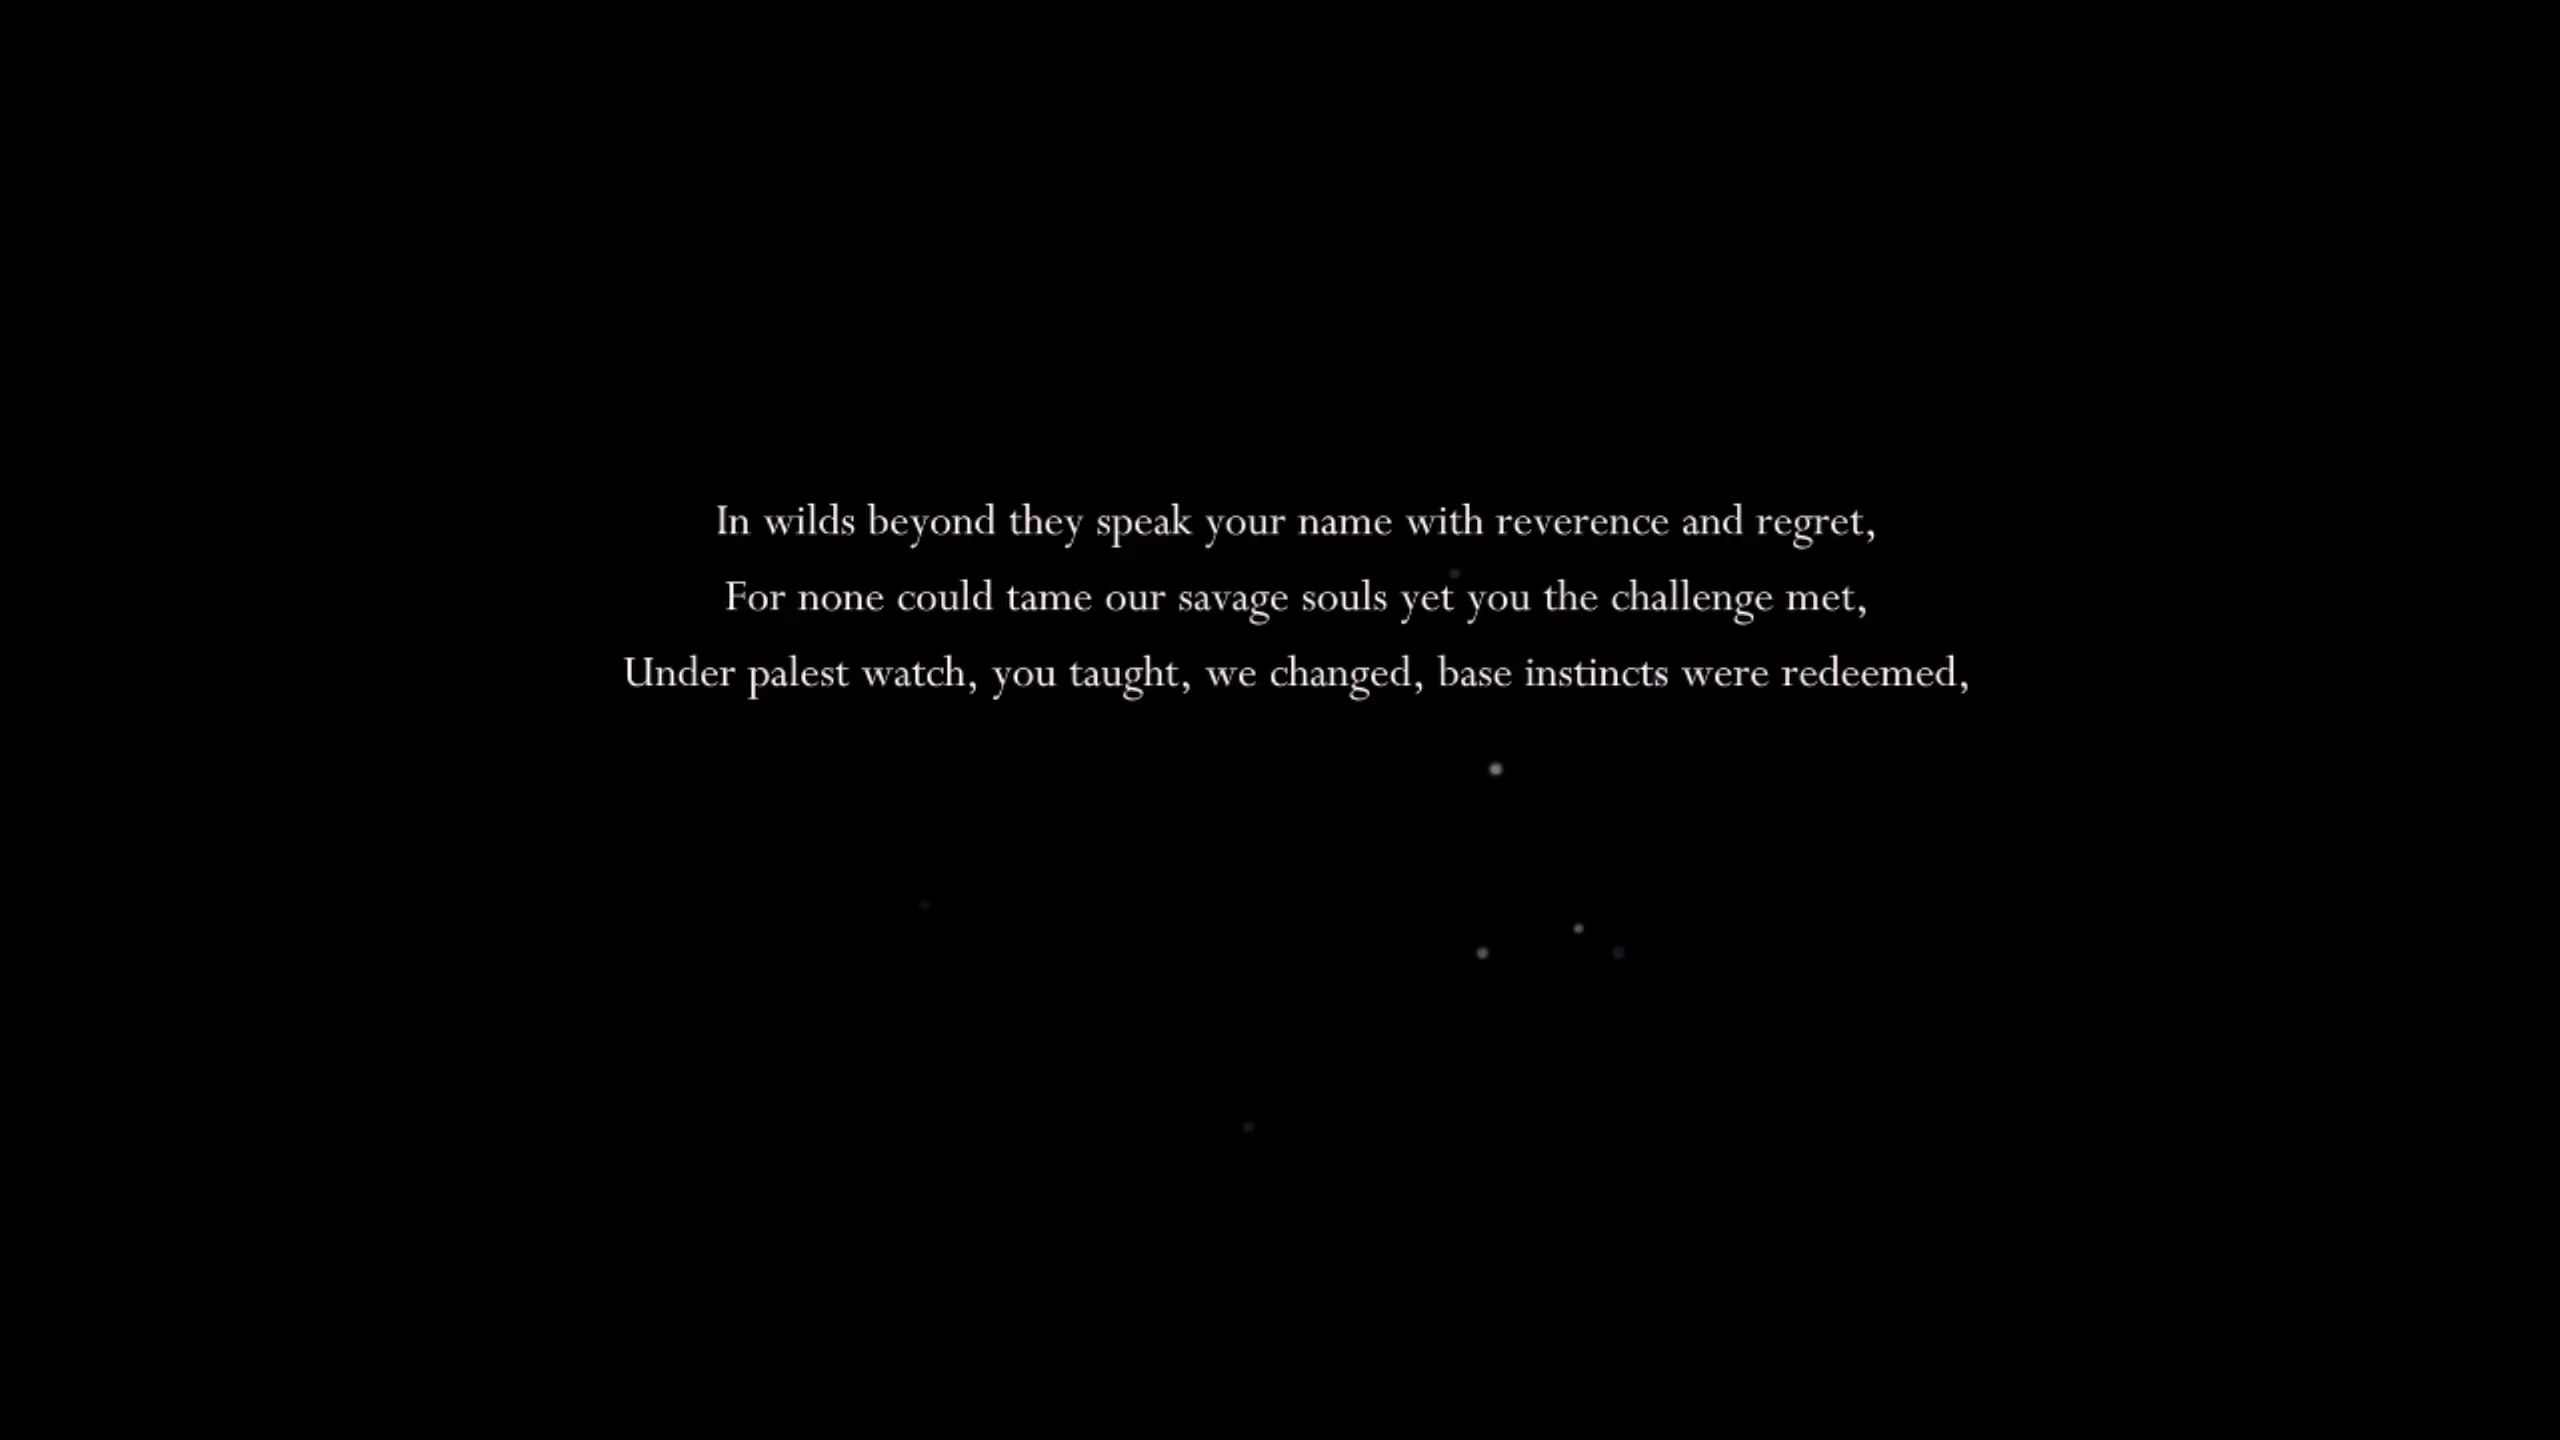 In wilds beyond they speak your name with reverence and regret,
For none could tame our savage souls yet you the challenge met,
Under palest watch, you taught, we changed, base instincts were redeemed,